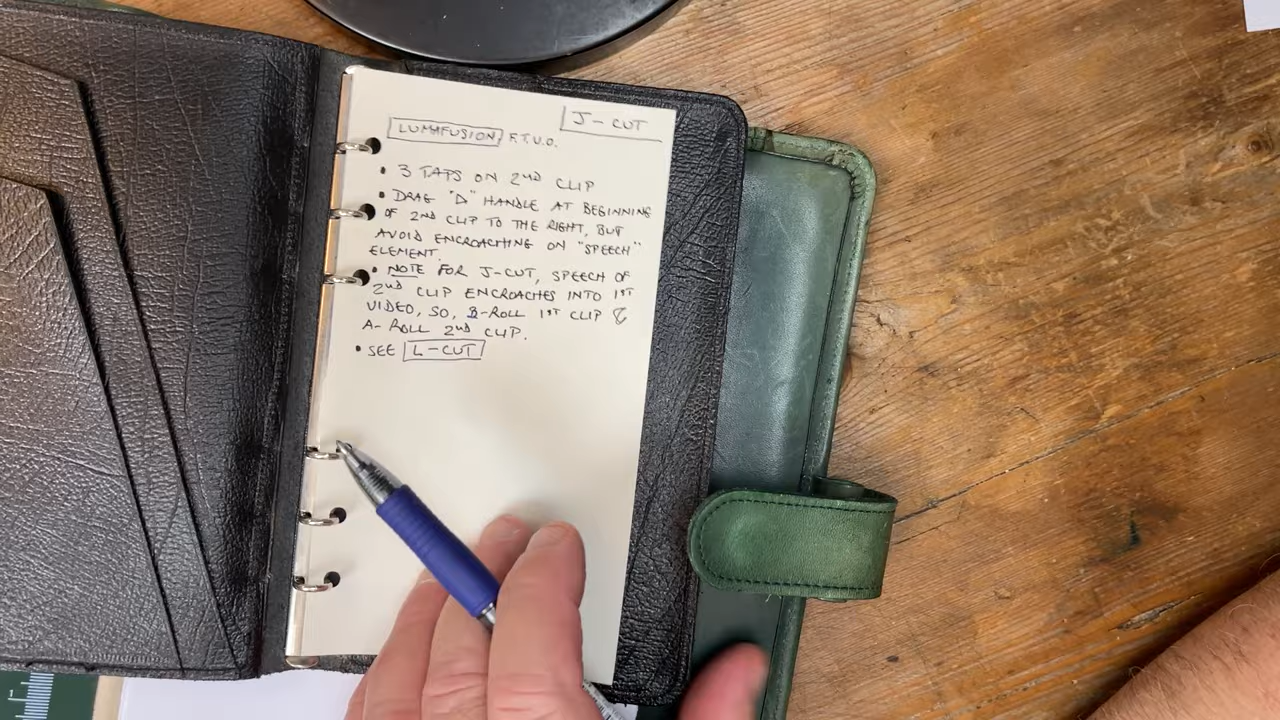 J-CUT
LUMAFUSION F.T.V.O.
• 3 TAPS ON 2ND CLIP
• DRAG "D" HANDLE AT BEGINNING
OF 2ND CLIP TO THE RIGHT, BUT
AVOID ENCROACHING ON "SPEECH"
ELEMENT.
• NOTE FOR J-CUT, SPEECH OF
2ND CLIP ENCROACHES INTO 1ST
VIDEO, SO, B-ROLL 1ST CLIP &
A-ROLL 2ND CLIP.
• SEE L-CUT